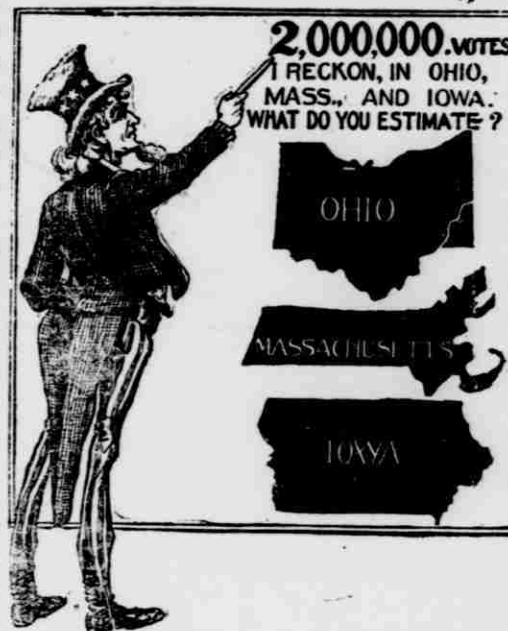 2,000,000. VOTES
I RECKON, IN OHIO,
MASS., AND IOWA.
WHAT DO YOU ESTIMATE?
OHIO
MASSACHUSETTS
IOWA